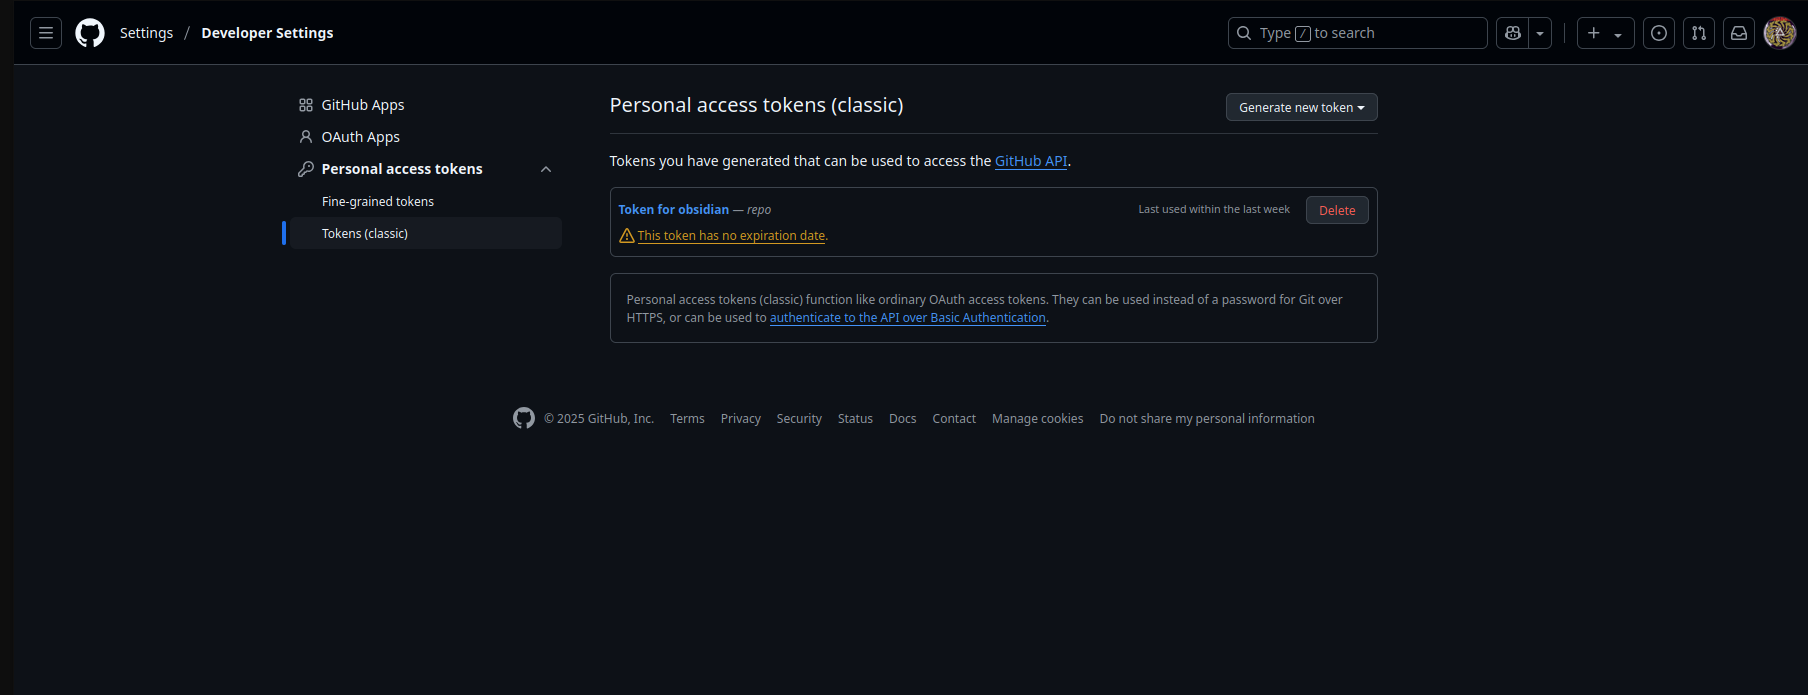 Settings / Developer Settings
Type / to search
GitHub Apps
OAuth Apps
Personal access tokens
Fine-grained tokens
Tokens (classic)
Personal access tokens (classic)
Generate new token
Tokens you have generated that can be used to access the GitHub API.
Token for obsidian — repo
Last used within the last week
Delete
This token has no expiration date.
Personal access tokens (classic) function like ordinary OAuth access tokens. They can be used instead of a password for Git over
HTTPS, or can be used to authenticate to the API over Basic Authentication.
© 2025 GitHub, Inc. Terms Privacy Security Status Docs Contact Manage cookies Do not share my personal information